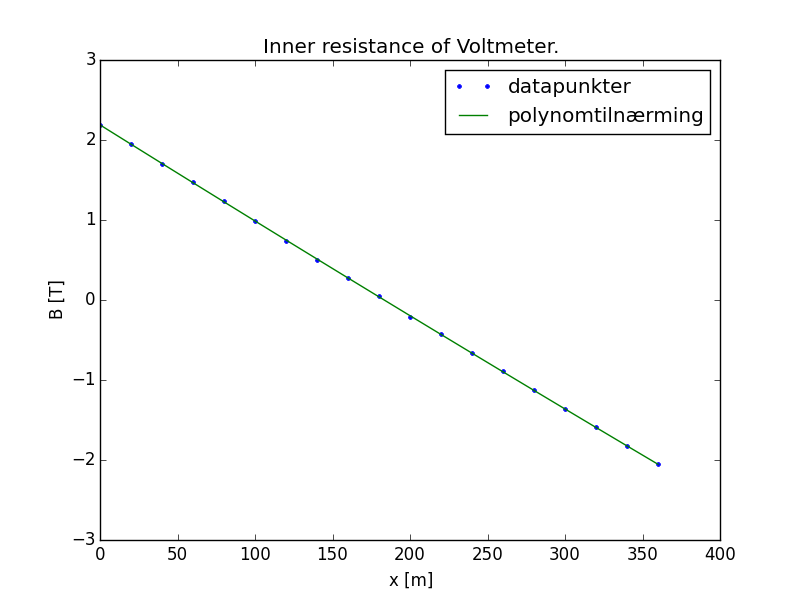 Inner resistance of Voltmeter.
datapunkter
polynomtilnærming
3
2
1
0
−1
−2
−3
B [T]
0 50 100 150 200 250 300 350 400
x [m]